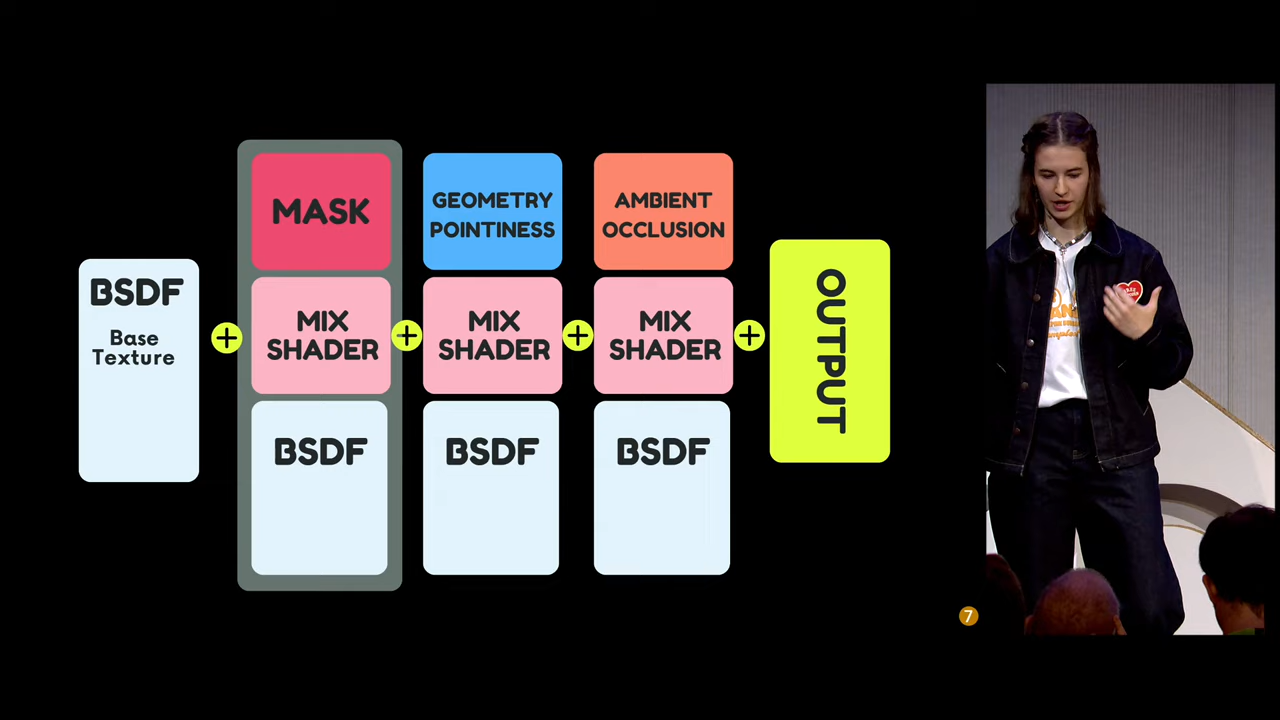 BSDF
Base
Texture
+
MASK
MIX
SHADER
BSDF
+
GEOMETRY
POINTINESS
MIX
SHADER
BSDF
+
AMBIENT
OCCLUSION
MIX
SHADER
BSDF
+
OUTPUT
7